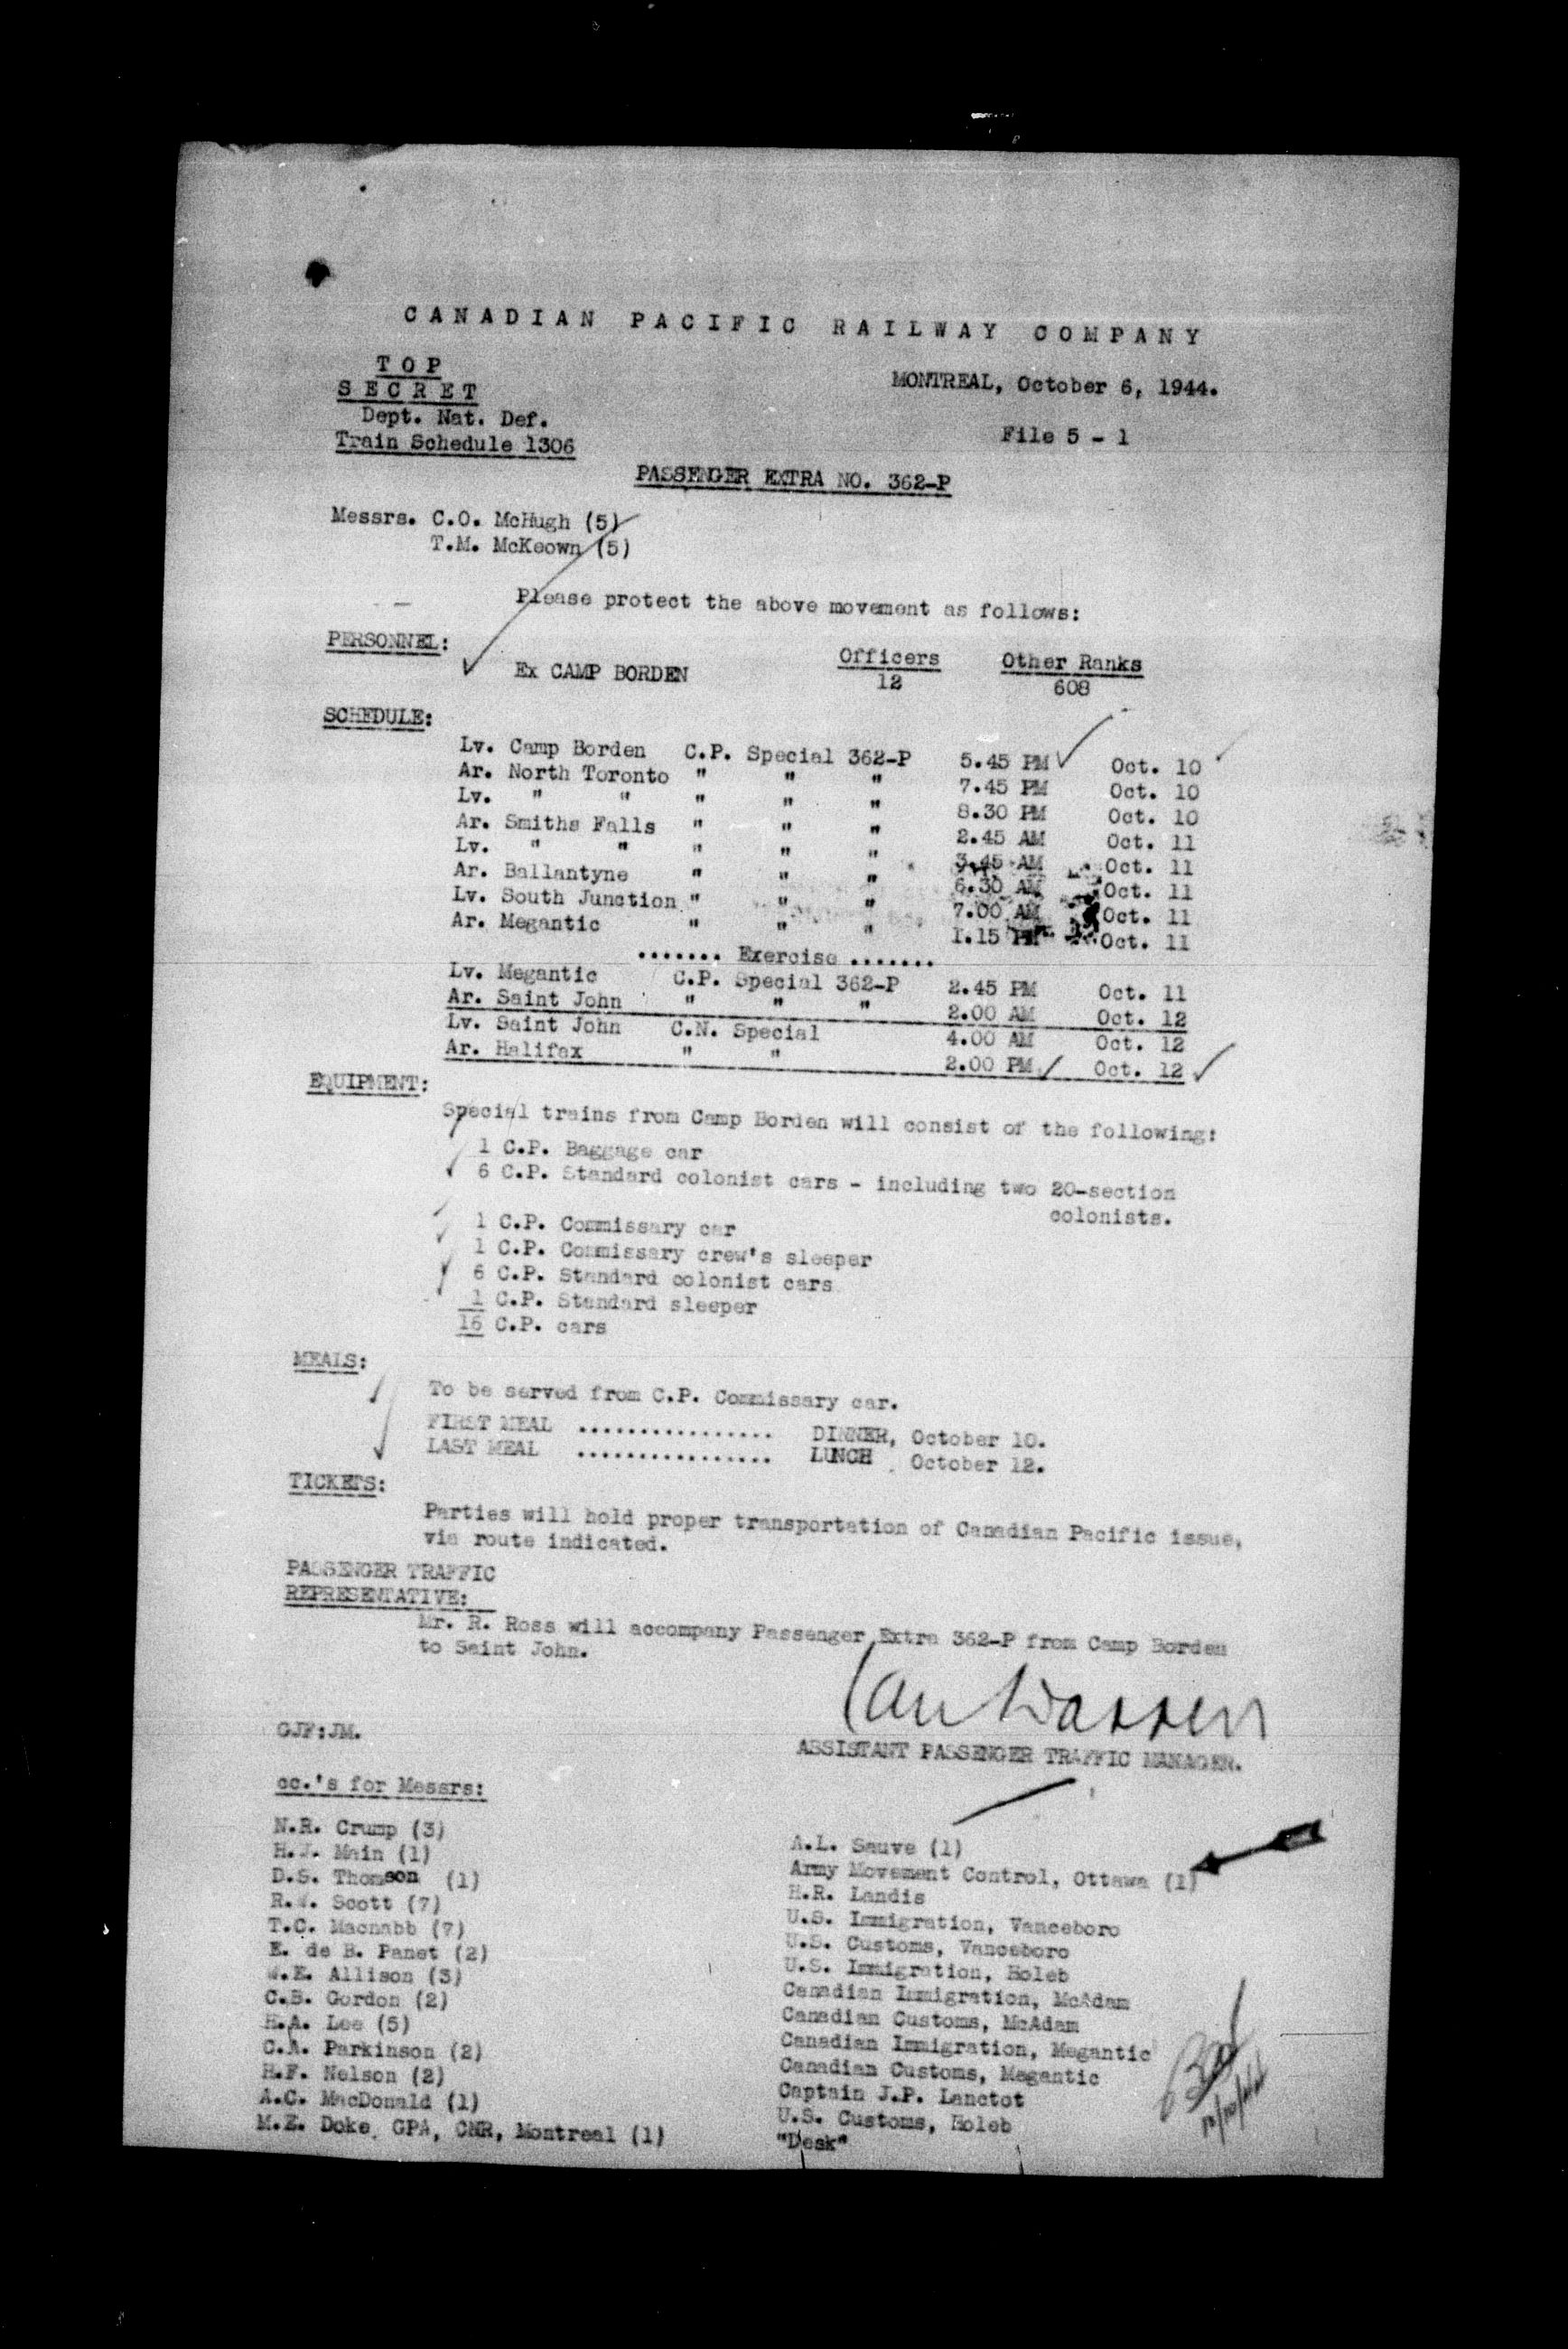 CANADIAN PACIFIC RAILWAY COMPANY
TOP
SECRET
MONTREAL, October 6, 1944.
Dept. Nat. Def.
Train Schedule 1306
File 5 - 1
PASSENGER EXTRA NO. 362-P
Messrs. C.O. McHugh (5)
T.M. McKeown (5)
Please protect the above movement as follows:
PERSONNEL:
Officers Other Ranks
Ex CAMP BORDEN 12 608
SCHEDULE:
Lv. Camp Borden C.P. Special 362-P 5.45 PM Oct. 10
Ar. North Toronto " " " 7.45 PM Oct. 10
Lv. " " " " " 8.30 PM Oct. 10
Ar. Smiths Falls " " " 2.45 AM Oct. 11
Lv. " " " " " 3.45 AM Oct. 11
Ar. Ballantyne " " " 6.30 AM Oct. 11
Lv. South Junction " " " 7.00 AM Oct. 11
Ar. Megantic " " " 1.15 PM Oct. 11
....... Exercise .......
Lv. Megantic C.P. Special 362-P 2.45 PM Oct. 11
Ar. Saint John " " " 2.00 AM Oct. 12
Lv. Saint John C.N. Special 4.00 AM Oct. 12
Ar. Halifax " " 2.00 PM Oct. 12
EQUIPMENT:
Special trains from Camp Borden will consist of the following:
1 C.P. Baggage car
6 C.P. Standard colonist cars - including two 20-section
colonists.
1 C.P. Commissary car
1 C.P. Commissary crew's sleeper
6 C.P. Standard colonist cars
1 C.P. Standard sleeper
16 C.P. cars
MEALS:
To be served from C.P. Commissary car.
FIRST MEAL ................ DINNER, October 10.
LAST MEAL ................ LUNCH October 12.
TICKETS:
Parties will hold proper transportation of Canadian Pacific issue,
via route indicated.
PASSENGER TRAFFIC
REPRESENTATIVE:
Mr. R. Ross will accompany Passenger Extra 362-P from Camp Borden
to Saint John.
GJF:JM.
ASSISTANT PASSENGER TRAFFIC MANAGER.
cc.'s for Messrs:
N.R. Crump (3)
H.J. Main (1)
D.S. Thomson (1)
R.W. Scott (7)
T.C. Macnabb (7)
E. de B. Panet (2)
W.E. Allison (3)
C.B. Gordon (2)
H.A. Lee (5)
C.A. Parkinson (2)
H.F. Nelson (2)
A.C. MacDonald (1)
M.E. Doke, GPA, CNR, Montreal (1)
A.L. Sauve (1)
Army Movement Control, Ottawa (1)
H.R. Landis
U.S. Immigration, Vanceboro
U.S. Customs, Vanceboro
U.S. Immigration, Holeb
Canadian Immigration, McAdam
Canadian Customs, McAdam
Canadian Immigration, Megantic
Canadian Customs, Megantic
Captain J.P. Lanctot
U.S. Customs, Holeb
"Desk"